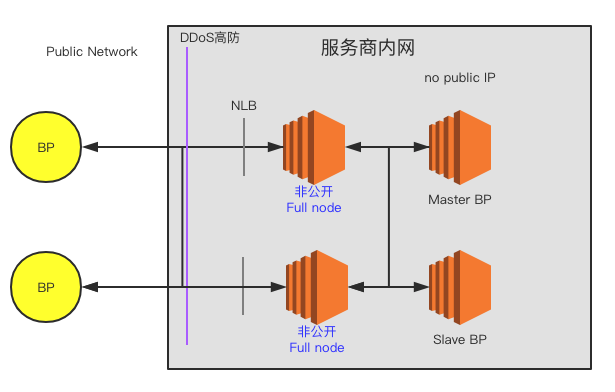 DDoS高防
服务商内网
Public Network
no public IP
NLB
BP
非公开
Full node
Master BP
BP
非公开
Full node
Slave BP